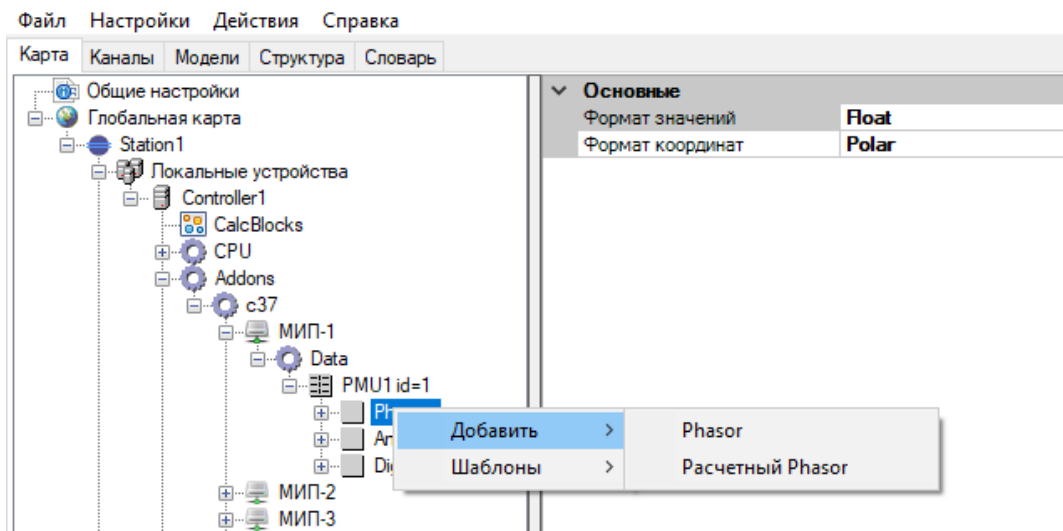 Файл Настройки Действия Справка
Карта Каналы Модели Структура Словарь
Общие настройки
Глобальная карта
Station1
Локальные устройства
Controller1
CalcBlocks
CPU
Addons
c37
МИП-1
Data
PMU1 id=1
МИП-2
МИП-3
Основные
Формат значений Float
Формат координат Polar
Добавить
Шаблоны
Phasor
Расчетный Phasor